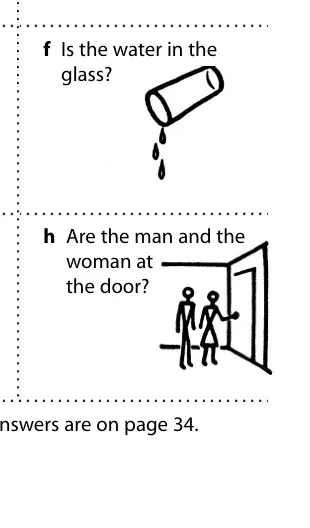 f Is the water in the
glass?
h Are the man and the
woman at
the door?
nswers are on page 34.